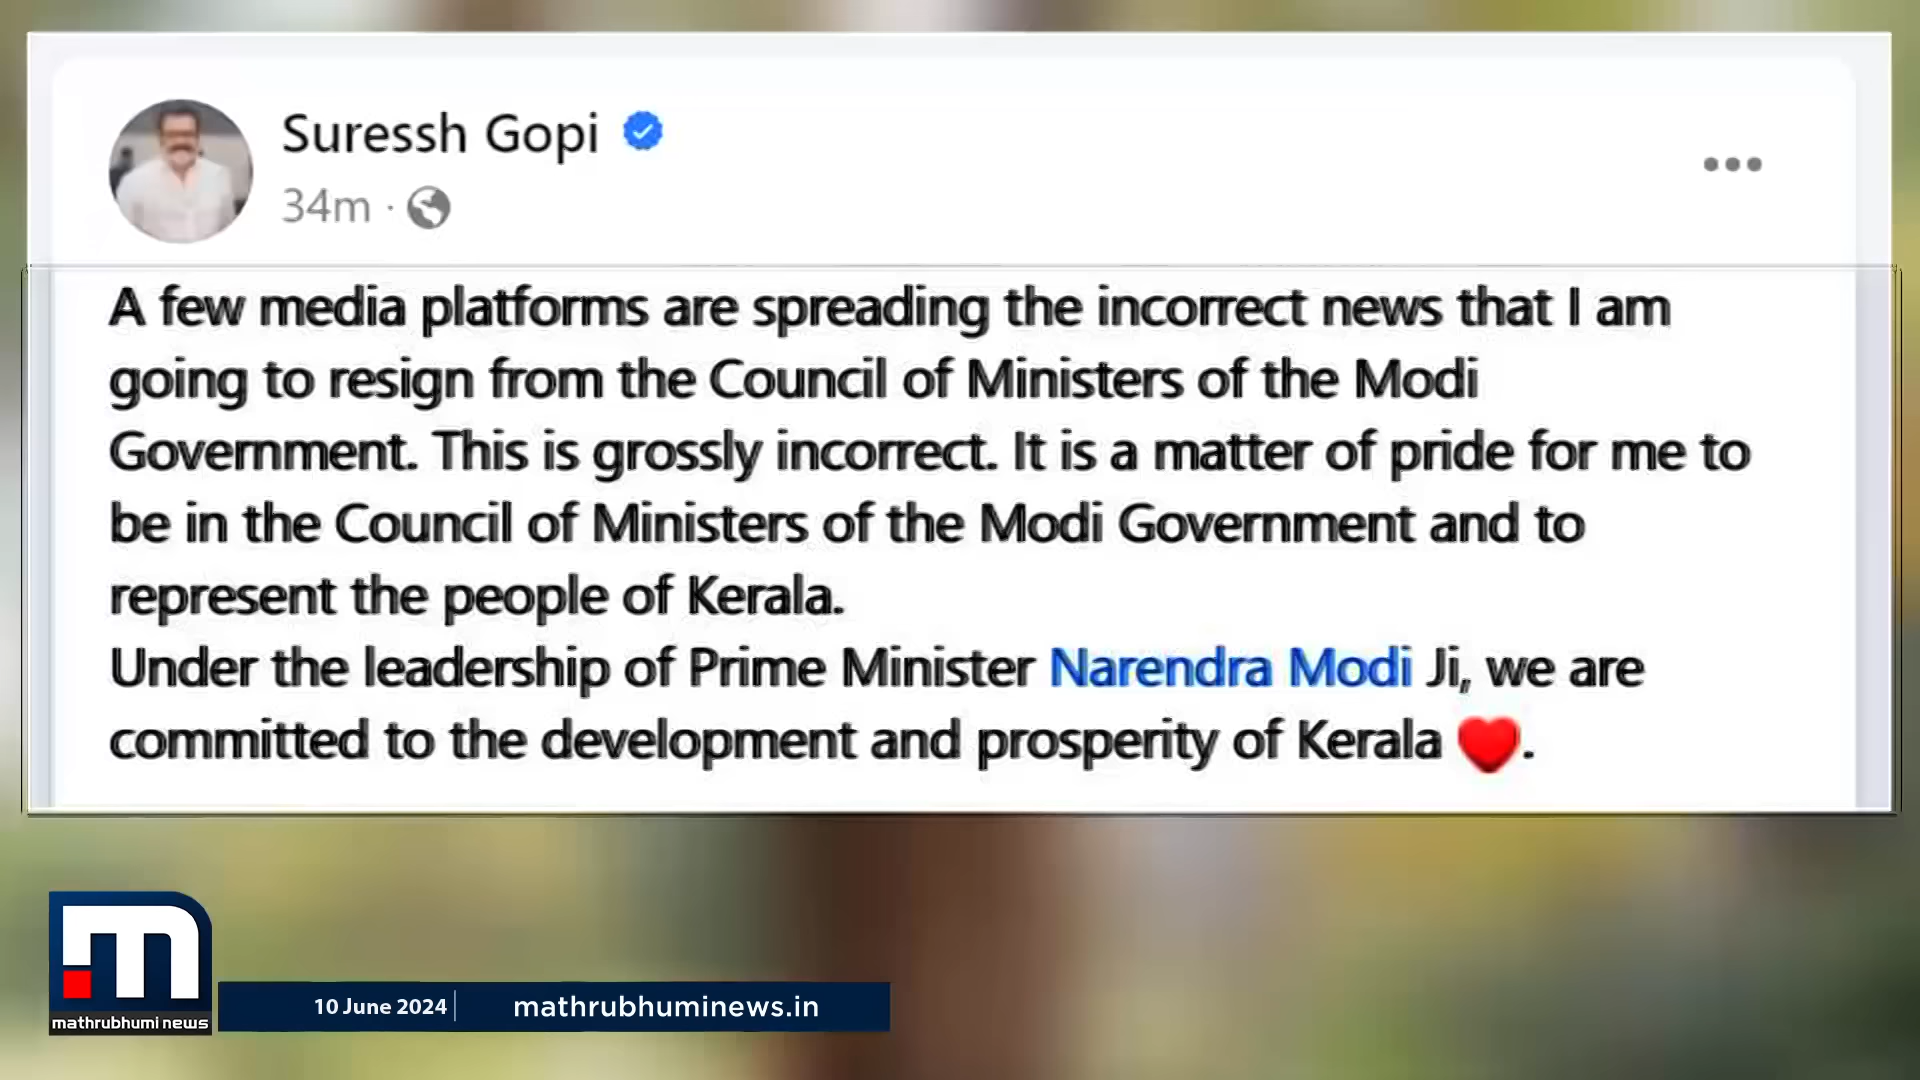 Suressh Gopi
34m ·
A few media platforms are spreading the incorrect news that I am
going to resign from the Council of Ministers of the Modi
Government. This is grossly incorrect. It is a matter of pride for me to
be in the Council of Ministers of the Modi Government and to
represent the people of Kerala.
Under the leadership of Prime Minister Narendra Modi Ji, we are
committed to the development and prosperity of Kerala ❤️.
m
mathrubhumi news
10 June 2024 | mathrubhuminews.in